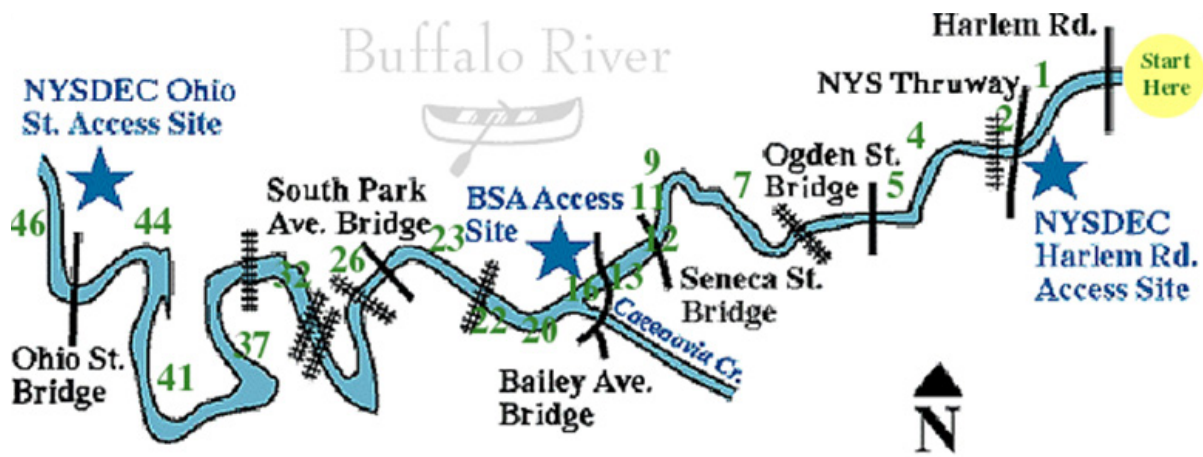 Buffalo River
Harlem Rd.
Start
Here
NYS Thruway
1
2
4
5
NYSDEC
Harlem Rd.
Access Site
Ogden St.
Bridge
7
9
11
12
Seneca St.
Bridge
13
16
BSA Access
Site
Bailey Ave.
Bridge
20
22
23
South Park
Ave. Bridge
26
32
37
41
44
46
NYSDEC Ohio
St. Access Site
Ohio St.
Bridge
N